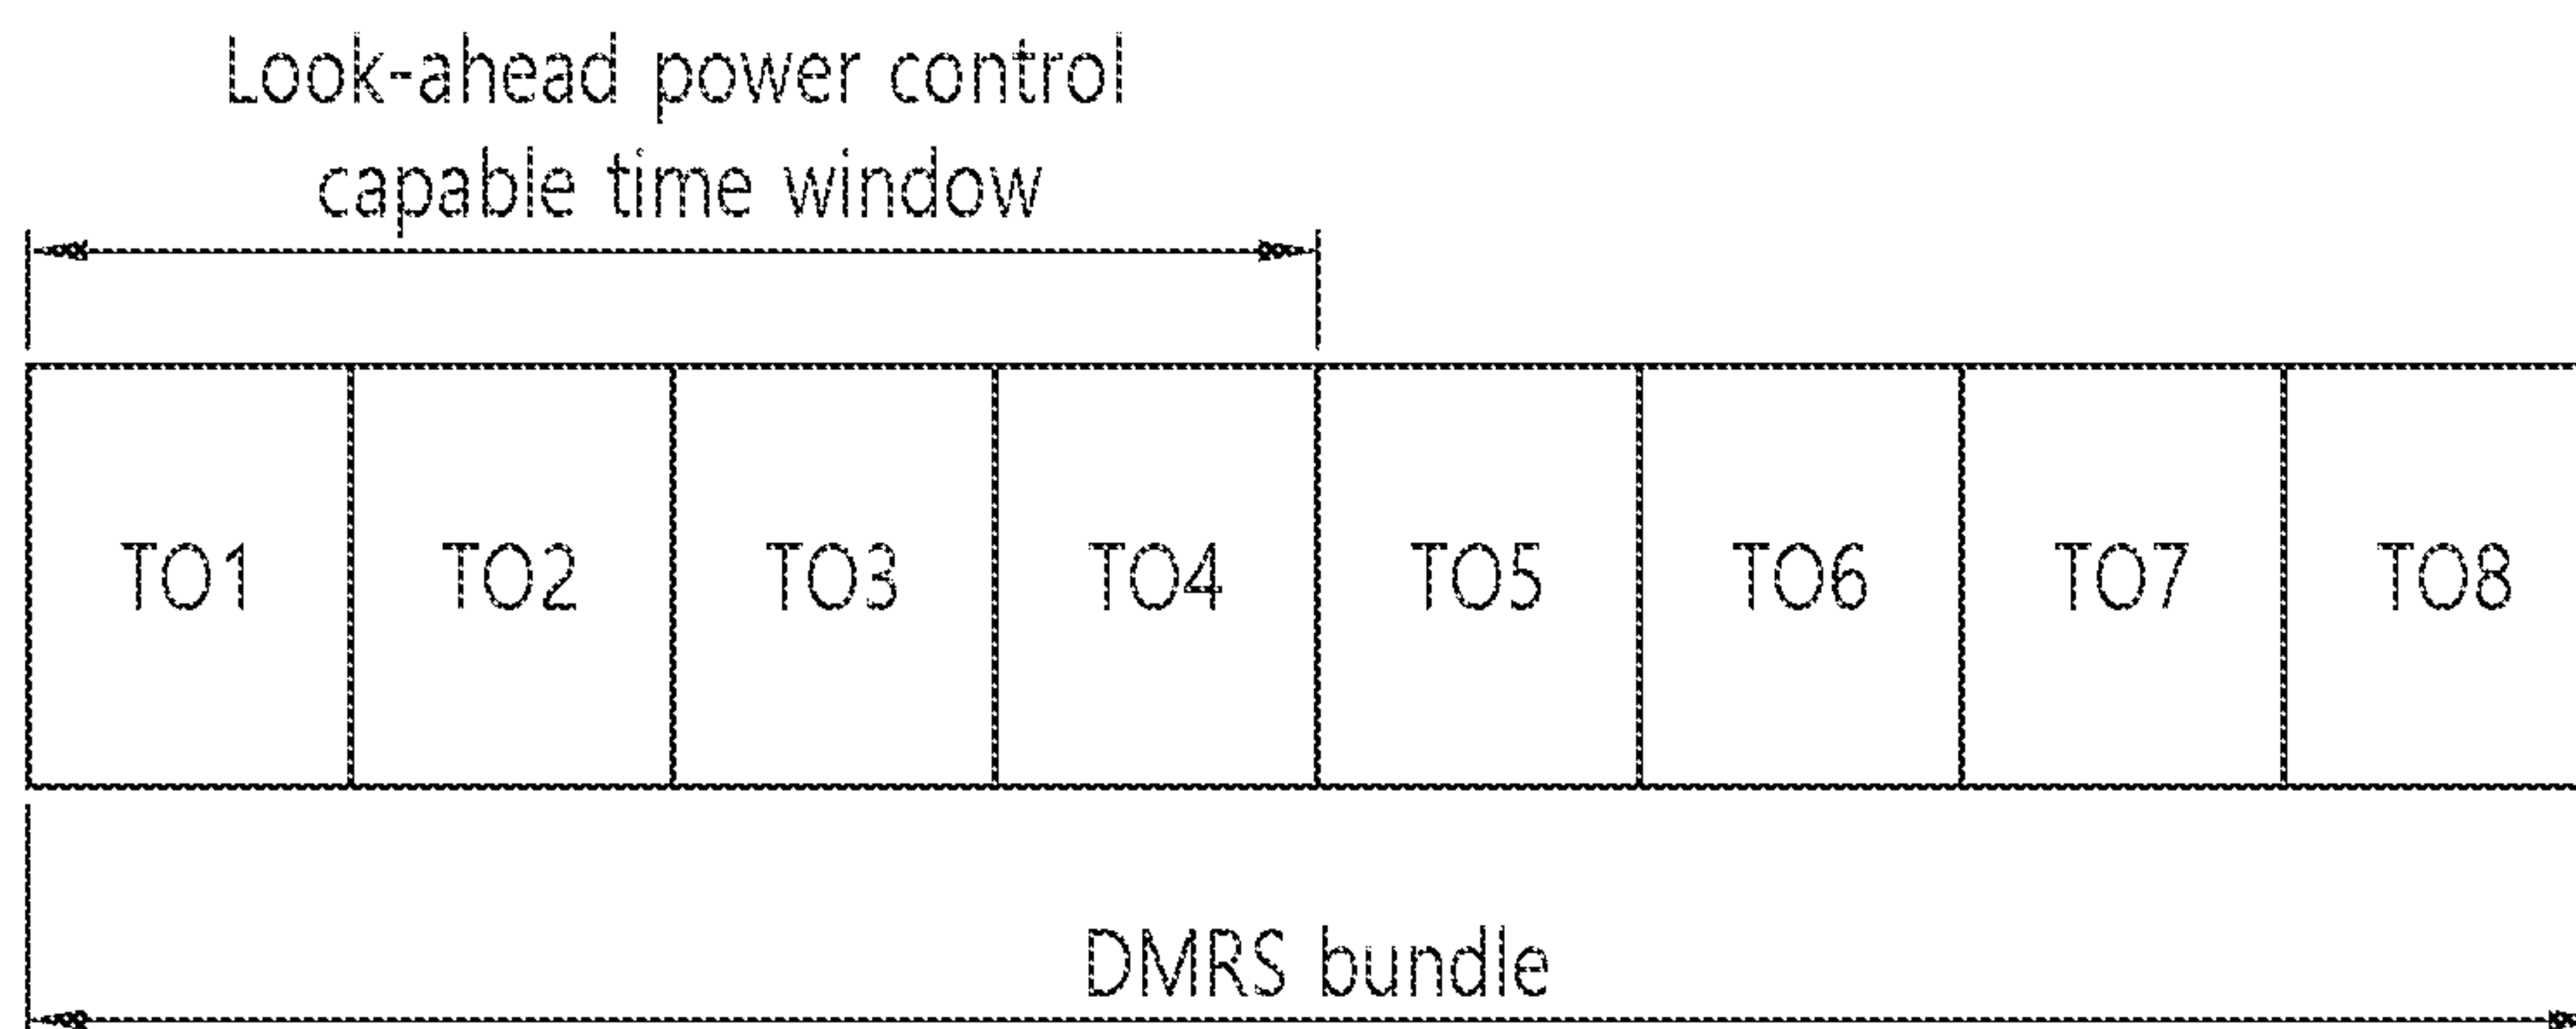 Look-ahead power control
capable time window
TO1 TO2 TO3 TO4 TO5 TO6 TO7 TO8
DMRS bundle